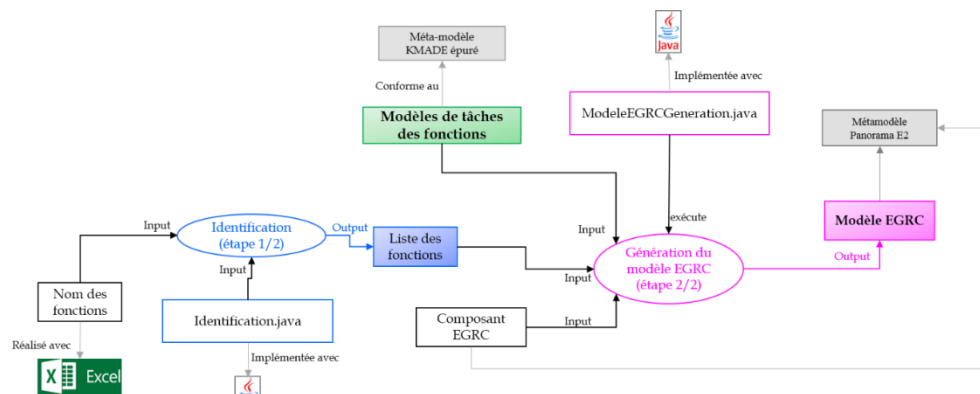 Méta-modèle
KMADE épuré
Java
Conforme au
Implémentée avec
Modèles de tâches
des fonctions
ModeleEGRCGeneration.java
Métamodèle
Panorama E2
Input
Identification
(étape 1/2)
Output
Liste des
fonctions
exécute
Input
Modèle EGRC
Input
Génération du
modèle EGRC
(étape 2/2)
Output
Input
Nom des
fonctions
Identification.java
Composant
EGRC
Input
Réalisé avec
Implémentée avec
X Excel